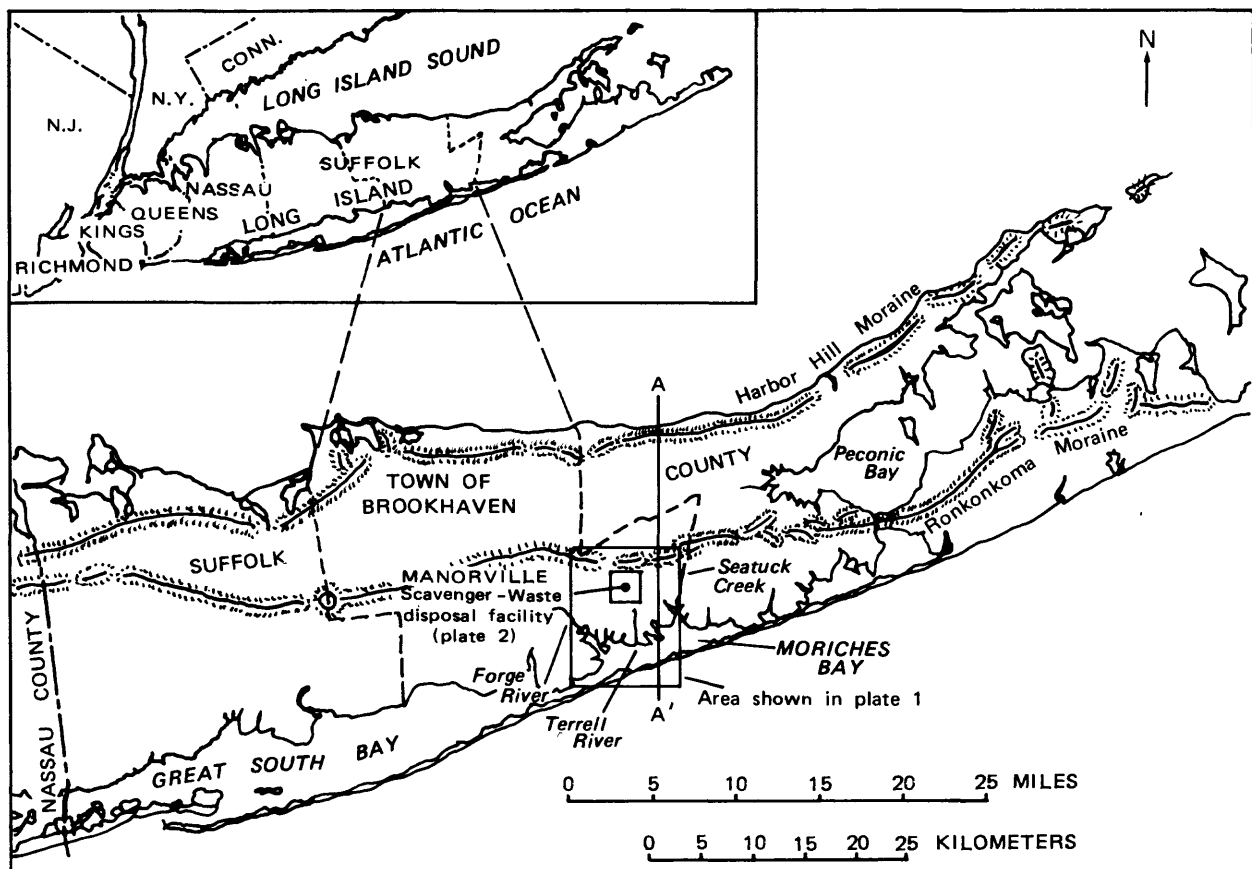 CONN.
N.Y.
LONG ISLAND SOUND
N.J.
SUFFOLK
NASSAU
LONG ISLAND
QUEENS
KINGS
RICHMOND
ATLANTIC OCEAN
N
Harbor Hill Moraine
A
COUNTY
Peconic
Bay
Ronkonkoma Moraine
TOWN OF
BROOKHAVEN
SUFFOLK
MANORVILLE
Scavenger-Waste
disposal facility
(plate 2)
Seatuck
Creek
MORICHES
BAY
Forge
River
Area shown in plate 1
A'
Terrell
River
NASSAU COUNTY
GREAT SOUTH BAY
0 5 10 15 20 25 MILES
0 5 10 15 20 25 KILOMETERS